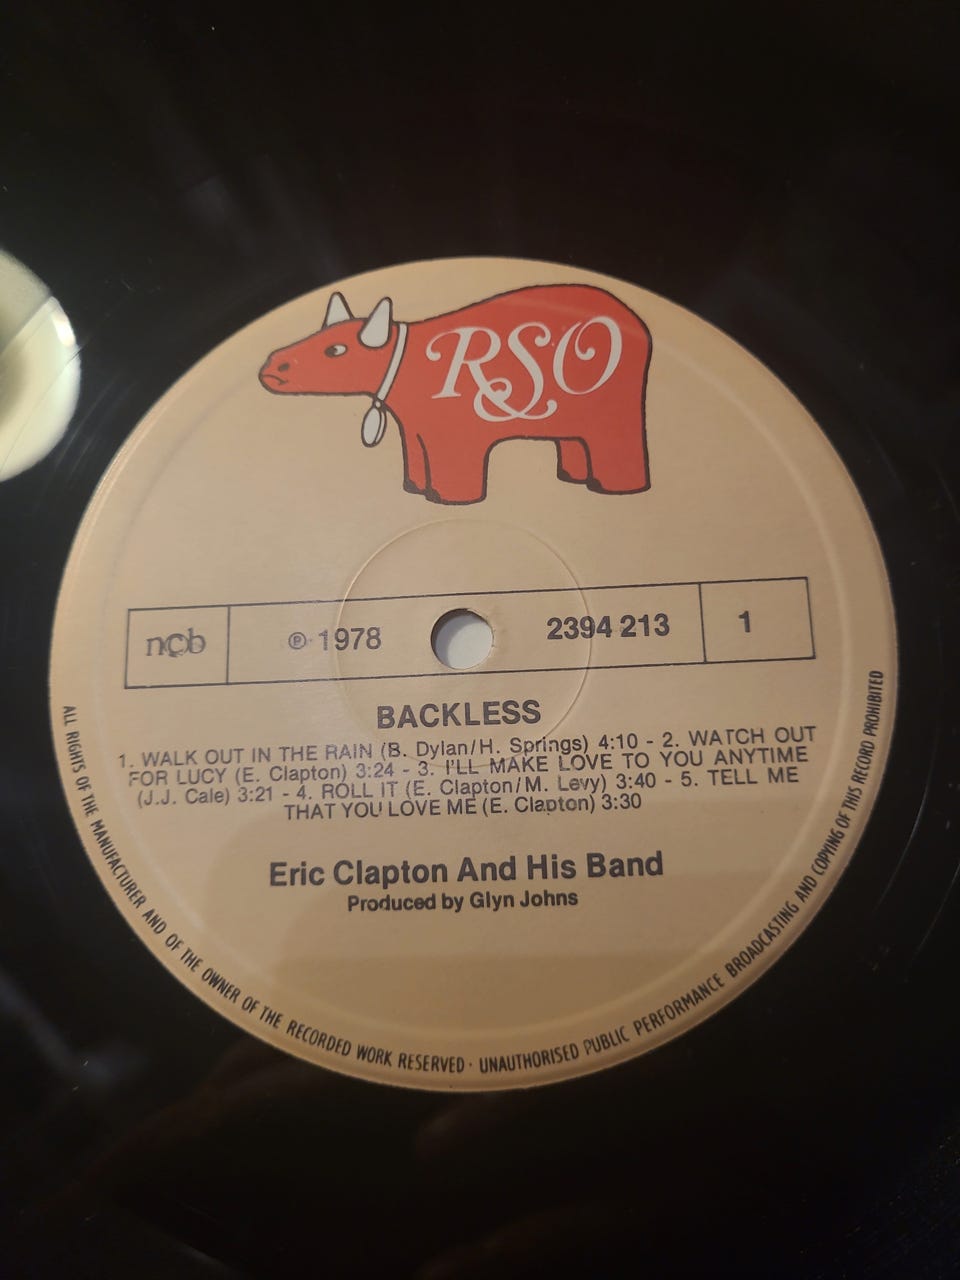 RSO
ncb ℗ 1978 2394 213 1
BACKLESS
1. WALK OUT IN THE RAIN (B. Dylan/H. Springs) 4:10 - 2. WATCH OUT
FOR LUCY (E. Clapton) 3:24 - 3. I'LL MAKE LOVE TO YOU ANYTIME
(J.J. Cale) 3:21 - 4. ROLL IT (E. Clapton/M. Levy) 3:40 - 5. TELL ME
THAT YOU LOVE ME (E. Clapton) 3:30
Eric Clapton And His Band
Produced by Glyn Johns
ALL RIGHTS OF THE MANUFACTURER AND OF THE OWNER OF THE RECORDED WORK RESERVED · UNAUTHORISED PUBLIC PERFORMANCE BROADCASTING AND COPYING OF THIS RECORD PROHIBITED